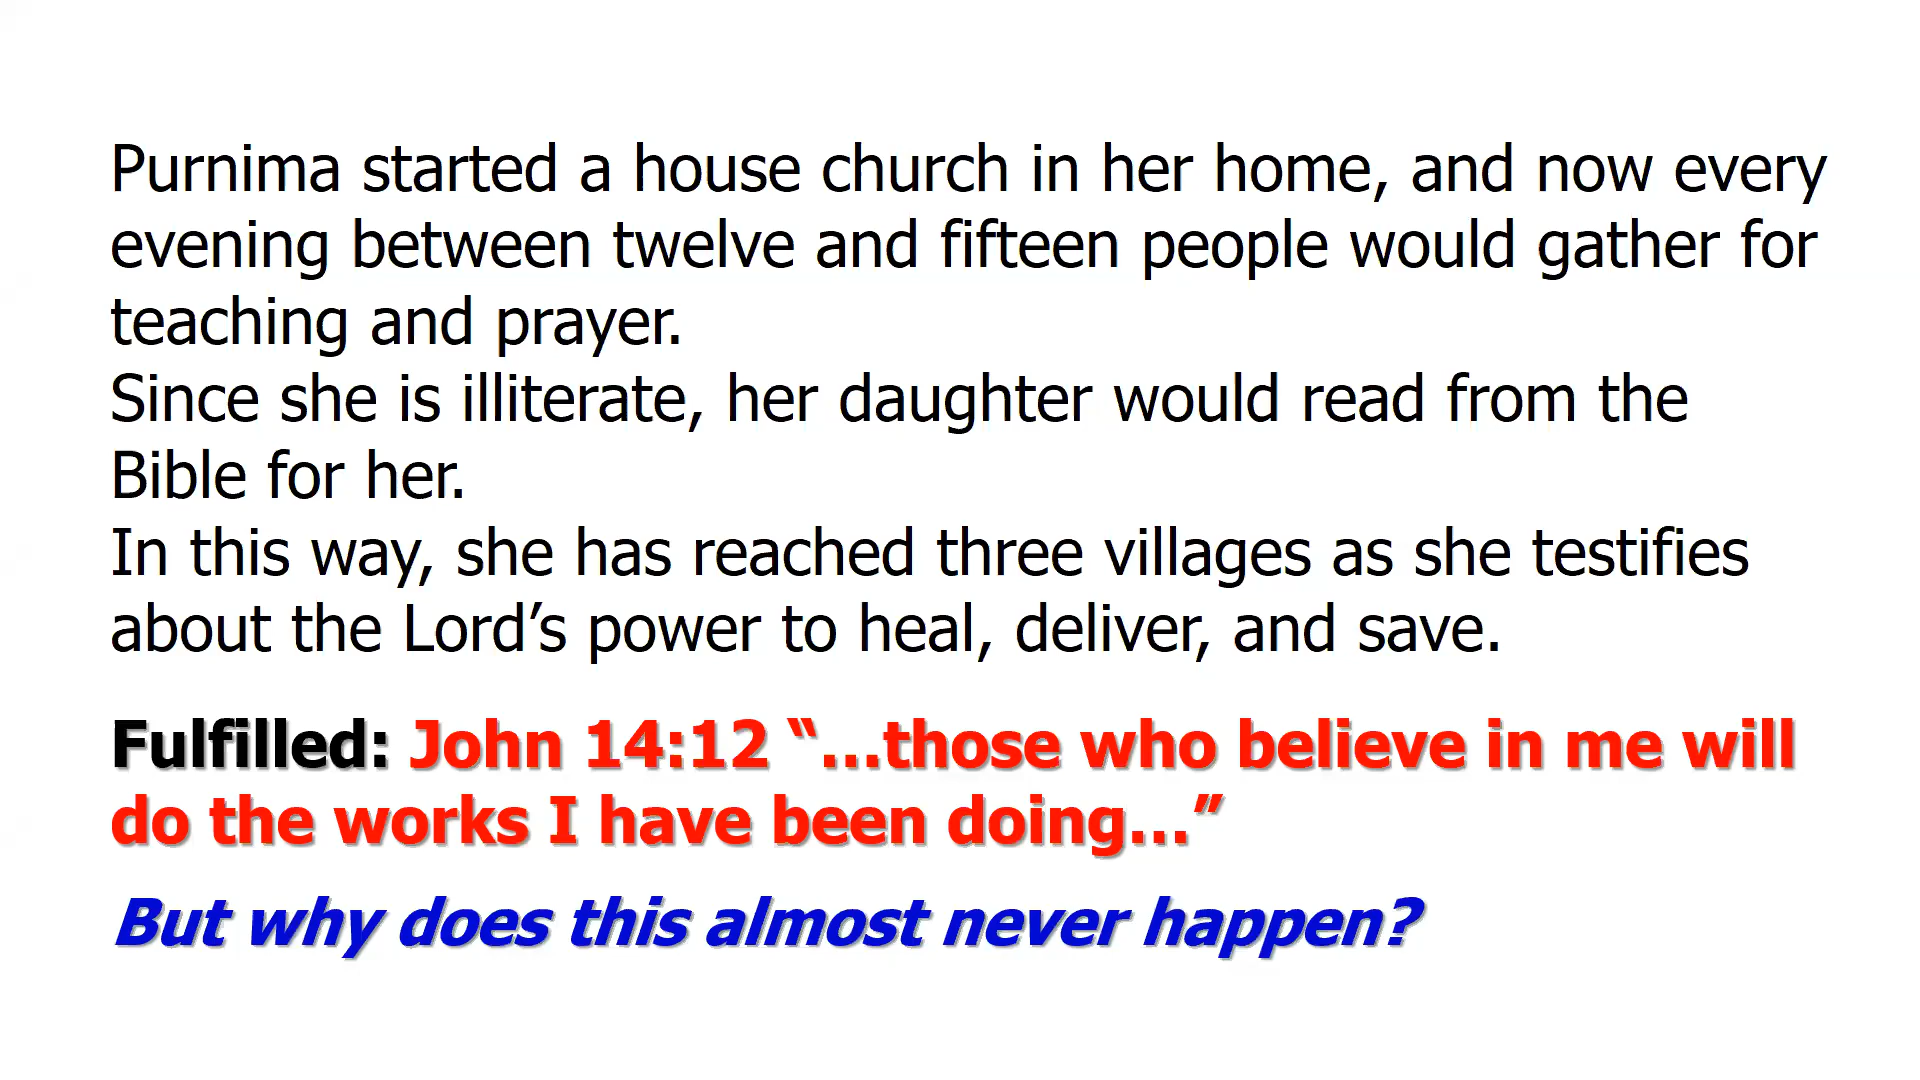 Purnima started a house church in her home, and now every
evening between twelve and fifteen people would gather for
teaching and prayer.
Since she is illiterate, her daughter would read from the
Bible for her.
In this way, she has reached three villages as she testifies
about the Lord’s power to heal, deliver, and save.
Fulfilled: John 14:12 “…those who believe in me will
do the works I have been doing…”
But why does this almost never happen?